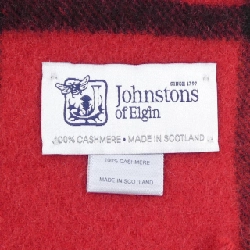 SINCE 1797
Johnstons
of Elgin
100% CASHMERE • MADE IN SCOTLAND
100% CASHMERE
MADE IN SCOTLAND